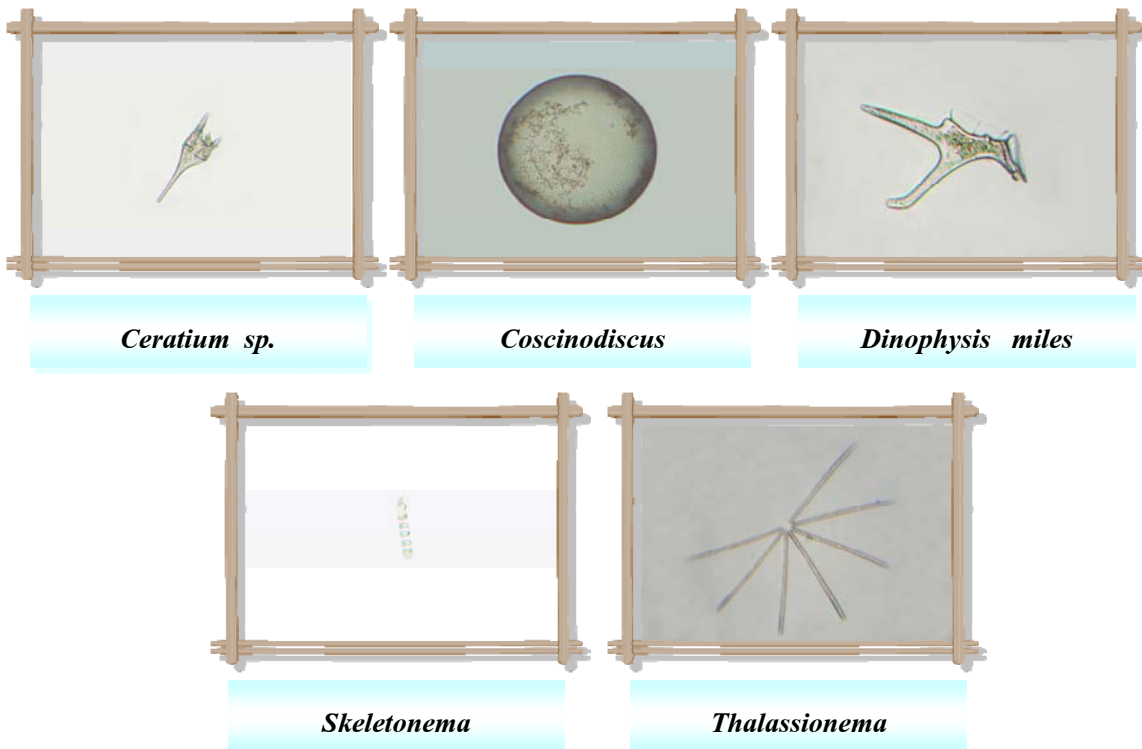 Ceratium sp.
Coscinodiscus
Dinophysis miles
Skeletonema
Thalassionema